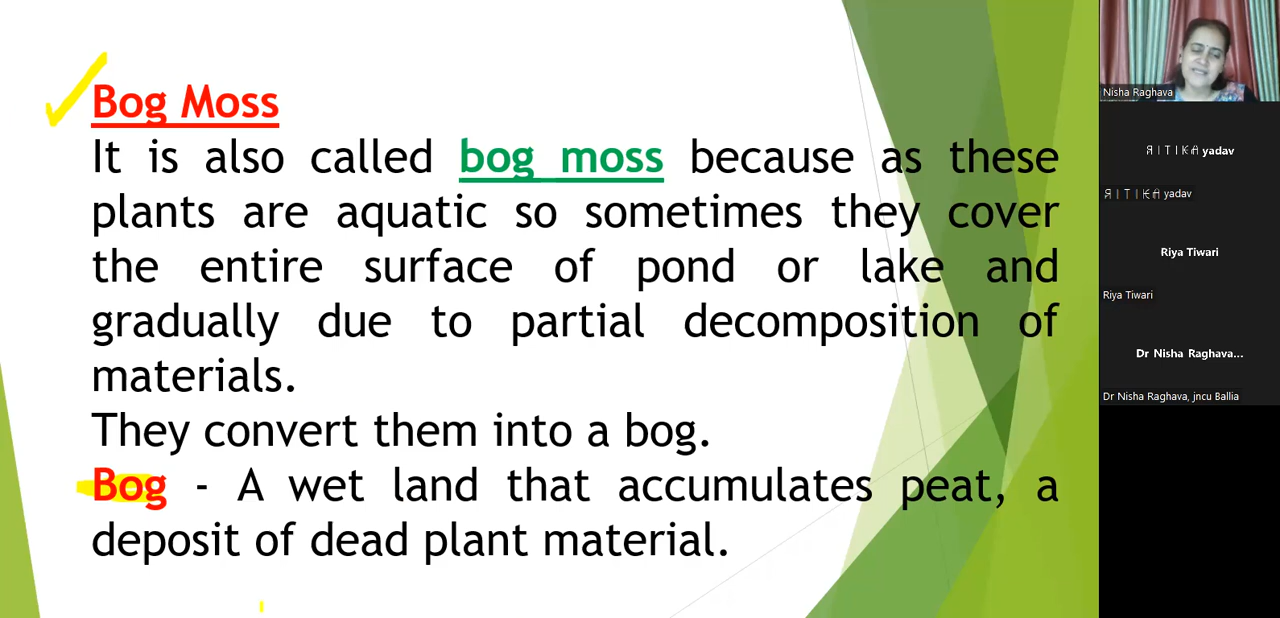 Bog Moss
It is also called bog moss because as these
plants are aquatic so sometimes they cover
the entire surface of pond or lake and
gradually due to partial decomposition of
materials.
They convert them into a bog.
Bog - A wet land that accumulates peat, a
deposit of dead plant material.
Nisha Raghava
ЯITIKA yadav
ЯITIKA yadav
Riya Tiwari
Riya Tiwari
Dr Nisha Raghava...
Dr Nisha Raghava, jncu Ballia